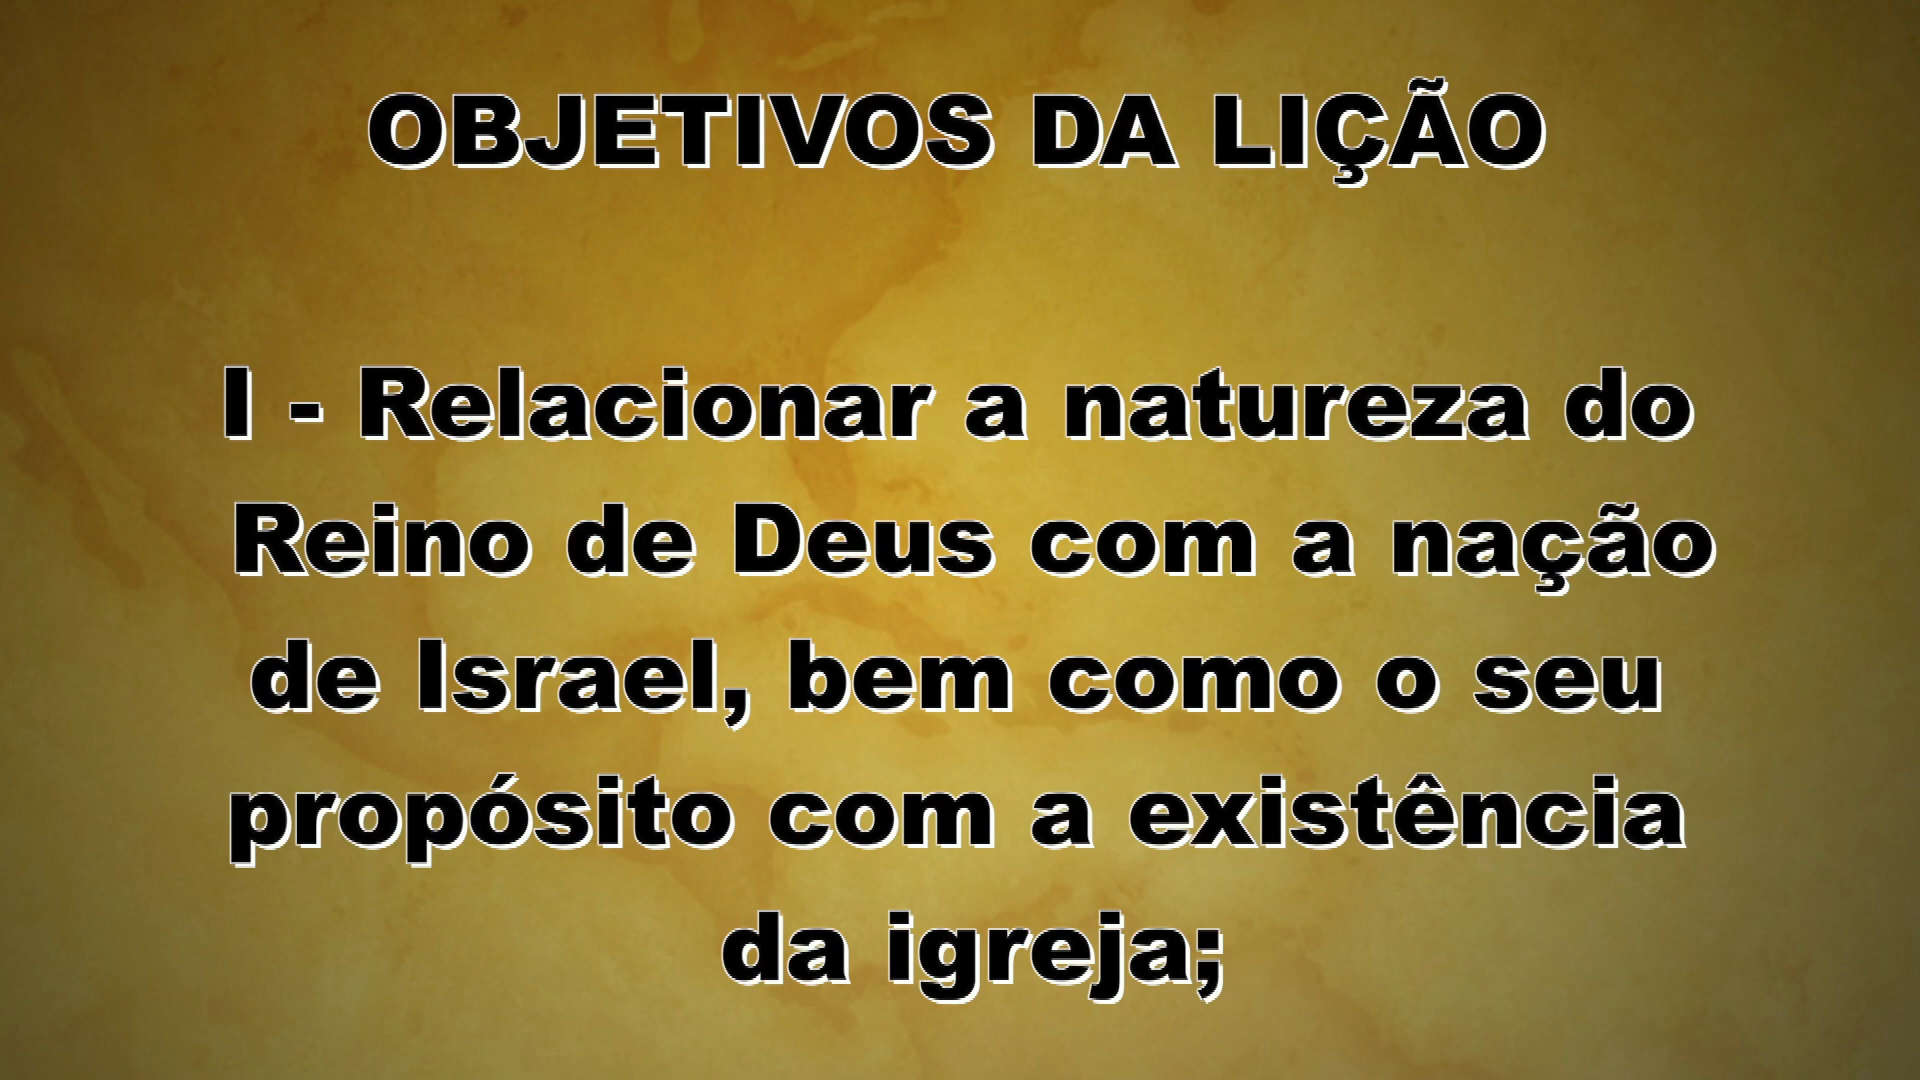 OBJETIVOS DA LIÇÃO
I - Relacionar a natureza do
Reino de Deus com a nação
de Israel, bem como o seu
propósito com a existência
da igreja;